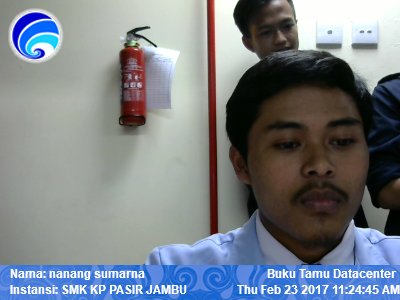 Nama: nanang sumarna
Buku Tamu Datacenter
Instansi: SMK KP PASIR JAMBU
Thu Feb 23 2017 11:24:45 AM